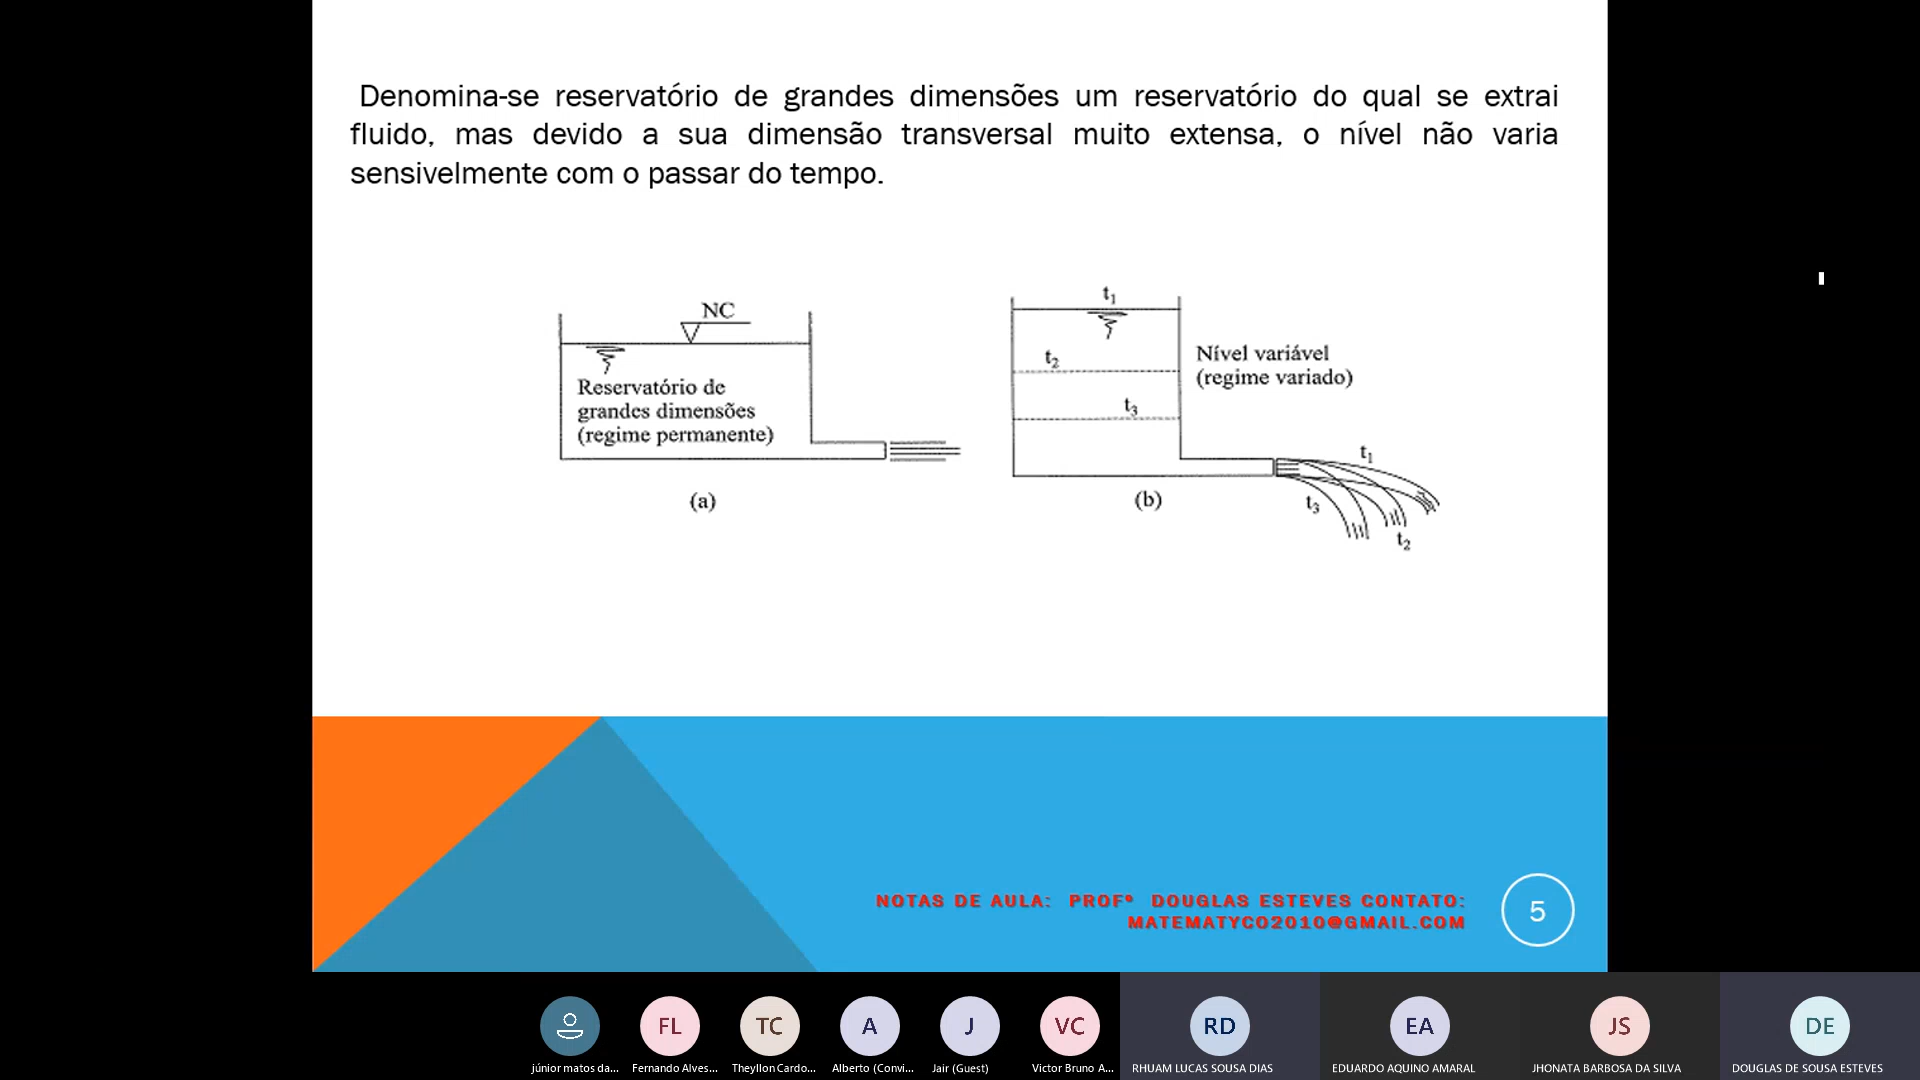 Denomina-se reservatório de grandes dimensões um reservatório do qual se extrai
fluido, mas devido a sua dimensão transversal muito extensa, o nível não varia
sensivelmente com o passar do tempo.
NC
Reservatório de
grandes dimensões
(regime permanente)
(a)
t₁
t₂
t₃
Nível variável
(regime variado)
t₁
t₃
t₂
(b)
NOTAS DE AULA: PROFº DOUGLAS ESTEVES CONTATO:
MATEMATYCO2010@GMAIL.COM
5
FL
TC
A
J
VC
RD
EA
JS
DE
júnior matos da...
Fernando Alves...
Theyllon Cardo...
Alberto (Convi...
Jair (Guest)
Victor Bruno A...
RHUAM LUCAS SOUSA DIAS
EDUARDO AQUINO AMARAL
JHONATA BARBOSA DA SILVA
DOUGLAS DE SOUSA ESTEVES